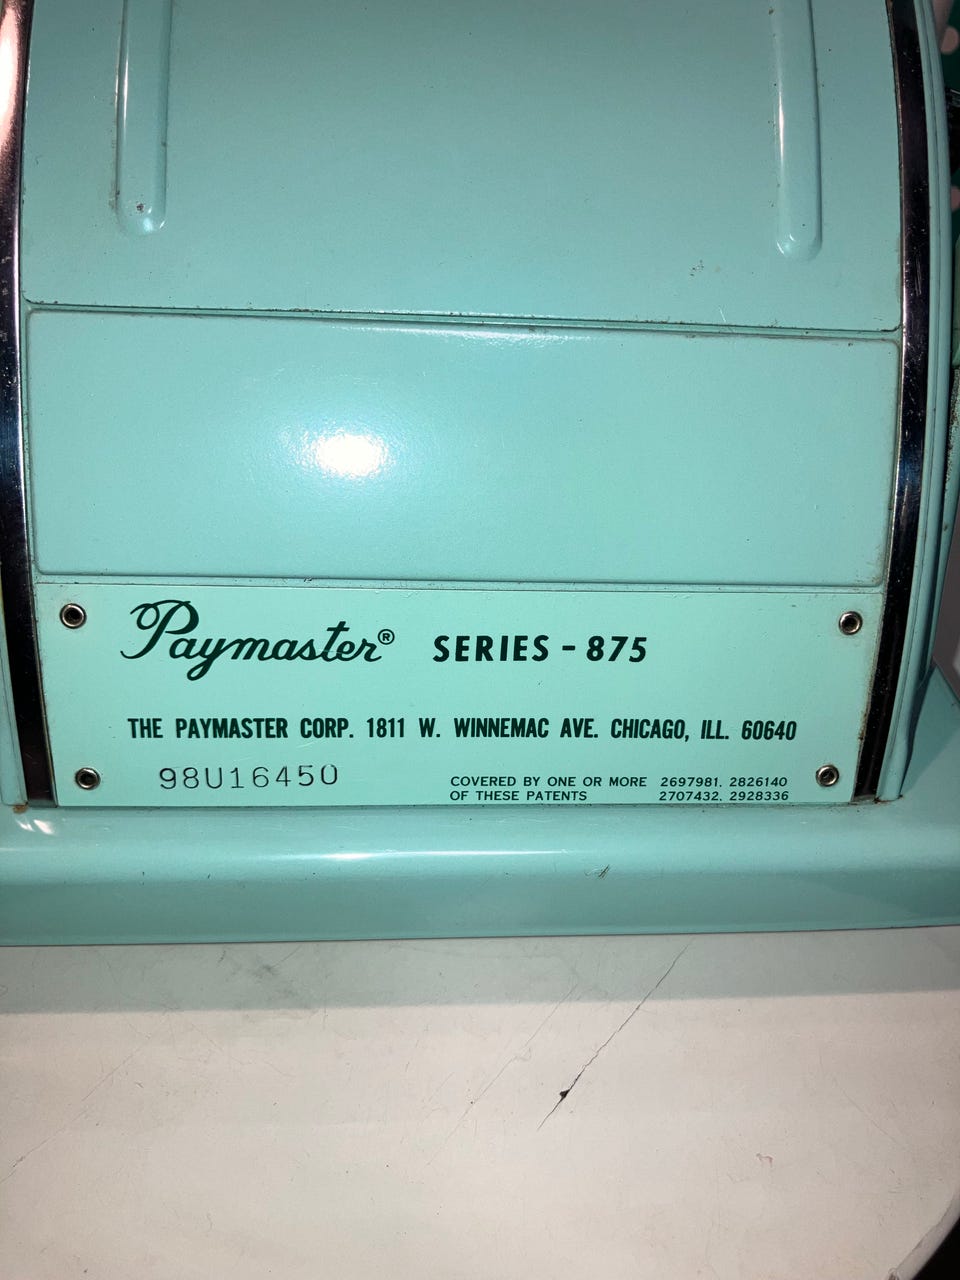 Paymaster® SERIES - 875
THE PAYMASTER CORP. 1811 W. WINNEMAC AVE. CHICAGO, ILL. 60640
98U16450
COVERED BY ONE OR MORE 2697981. 2826140
OF THESE PATENTS 2707432. 2928336